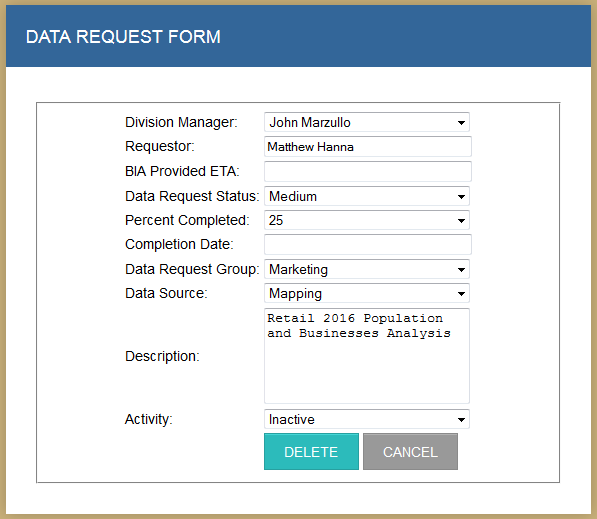 DATA REQUEST FORM
Division Manager: John Marzullo
Requestor: Matthew Hanna
BIA Provided ETA:
Data Request Status: Medium
Percent Completed: 25
Completion Date:
Data Request Group: Marketing
Data Source: Mapping
Retail 2016 Population
and Businesses Analysis
Description:
Activity: Inactive
DELETE CANCEL